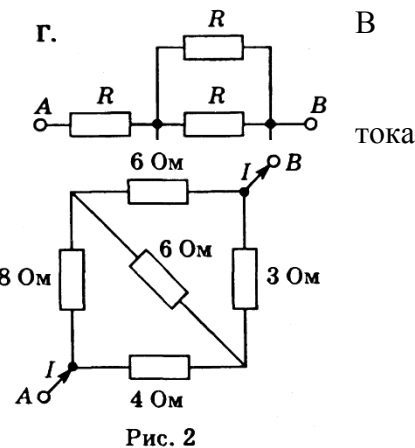 г. В
R
A R R B
тока
6 Ом I B
8 Ом 6 Ом 3 Ом
I
A 4 Ом
Рис. 2